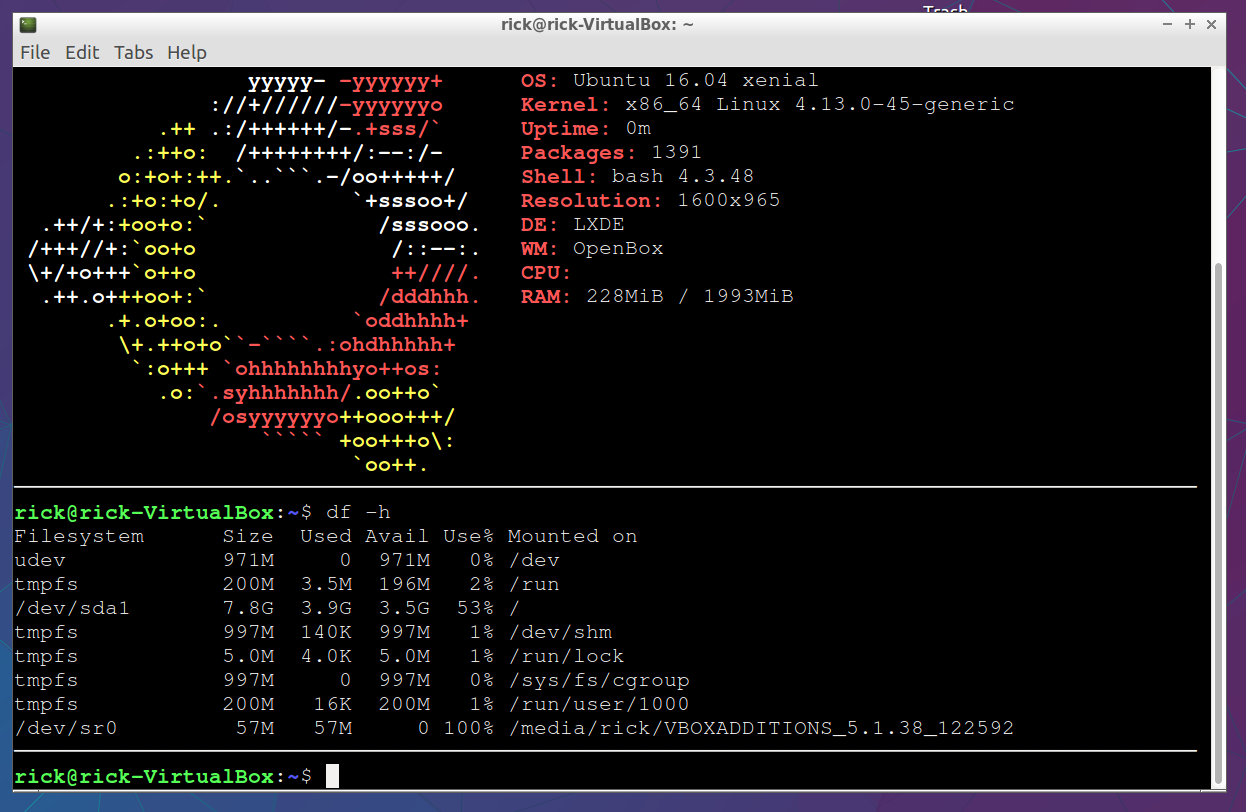 Trash
rick@rick-VirtualBox: ~
File Edit Tabs Help
                  yyyyy- -yyyyyy+      OS: Ubuntu 16.04 xenial
               ://+//////-yyyyyyo      Kernel: x86_64 Linux 4.13.0-45-generic
           .++ .:/++++++/-.+sss/`      Uptime: 0m
         .:++o:  /++++++++/:--:/-      Packages: 1391
        o:+o+:++.`..```.-/oo+++++/     Shell: bash 4.3.48
       .:+o:+o/.          `+sssoo+/    Resolution: 1600x965
  .++/+:+oo+o:`             /sssooo.   DE: LXDE
 /+++//+:`oo+o               /::--:.   WM: OpenBox
 \+/+o+++`o++o               ++////.   CPU:
  .++.o+++oo+:`             /dddhhh.   RAM: 228MiB / 1993MiB
       .+.o+oo:.          `oddhhhh+
        \+.++o+o``-````.:ohdhhhhh+
         `:o+++ `ohhhhhhhhyo++os:
           .o:`.syhhhhhhh/.oo++o`
               /osyyyyyyo++ooo+++/
                   ````` +oo+++o\:
                          `oo++.
rick@rick-VirtualBox:~$ df -h
Filesystem      Size  Used Avail Use% Mounted on
udev            971M     0  971M   0% /dev
tmpfs           200M  3.5M  196M   2% /run
/dev/sda1       7.8G  3.9G  3.5G  53% /
tmpfs           997M  140K  997M   1% /dev/shm
tmpfs           5.0M  4.0K  5.0M   1% /run/lock
tmpfs           997M     0  997M   0% /sys/fs/cgroup
tmpfs           200M   16K  200M   1% /run/user/1000
/dev/sr0         57M   57M     0 100% /media/rick/VBOXADDITIONS_5.1.38_122592
rick@rick-VirtualBox:~$